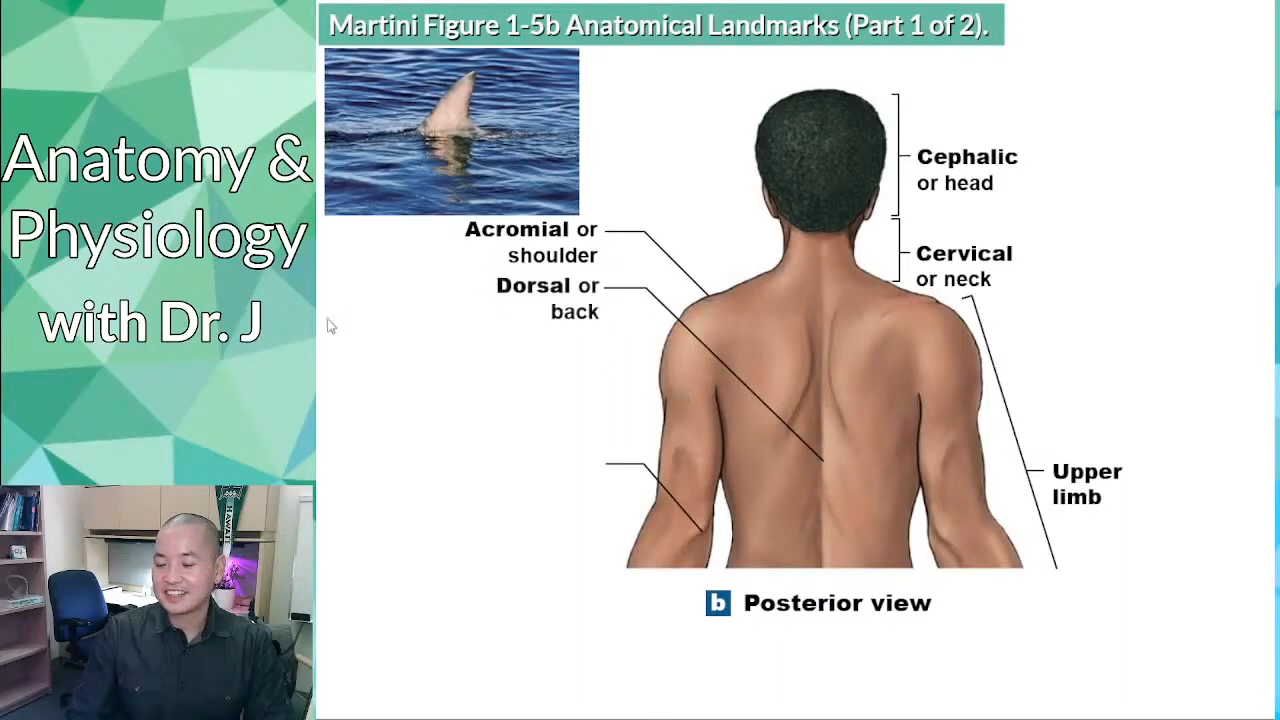 Martini Figure 1-5b Anatomical Landmarks (Part 1 of 2).
Anatomy &
Physiology
with Dr. J
Cephalic
or head
Acromial or
shoulder
Cervical
or neck
Dorsal or
back
Upper
limb
b Posterior view
HAWAI'I